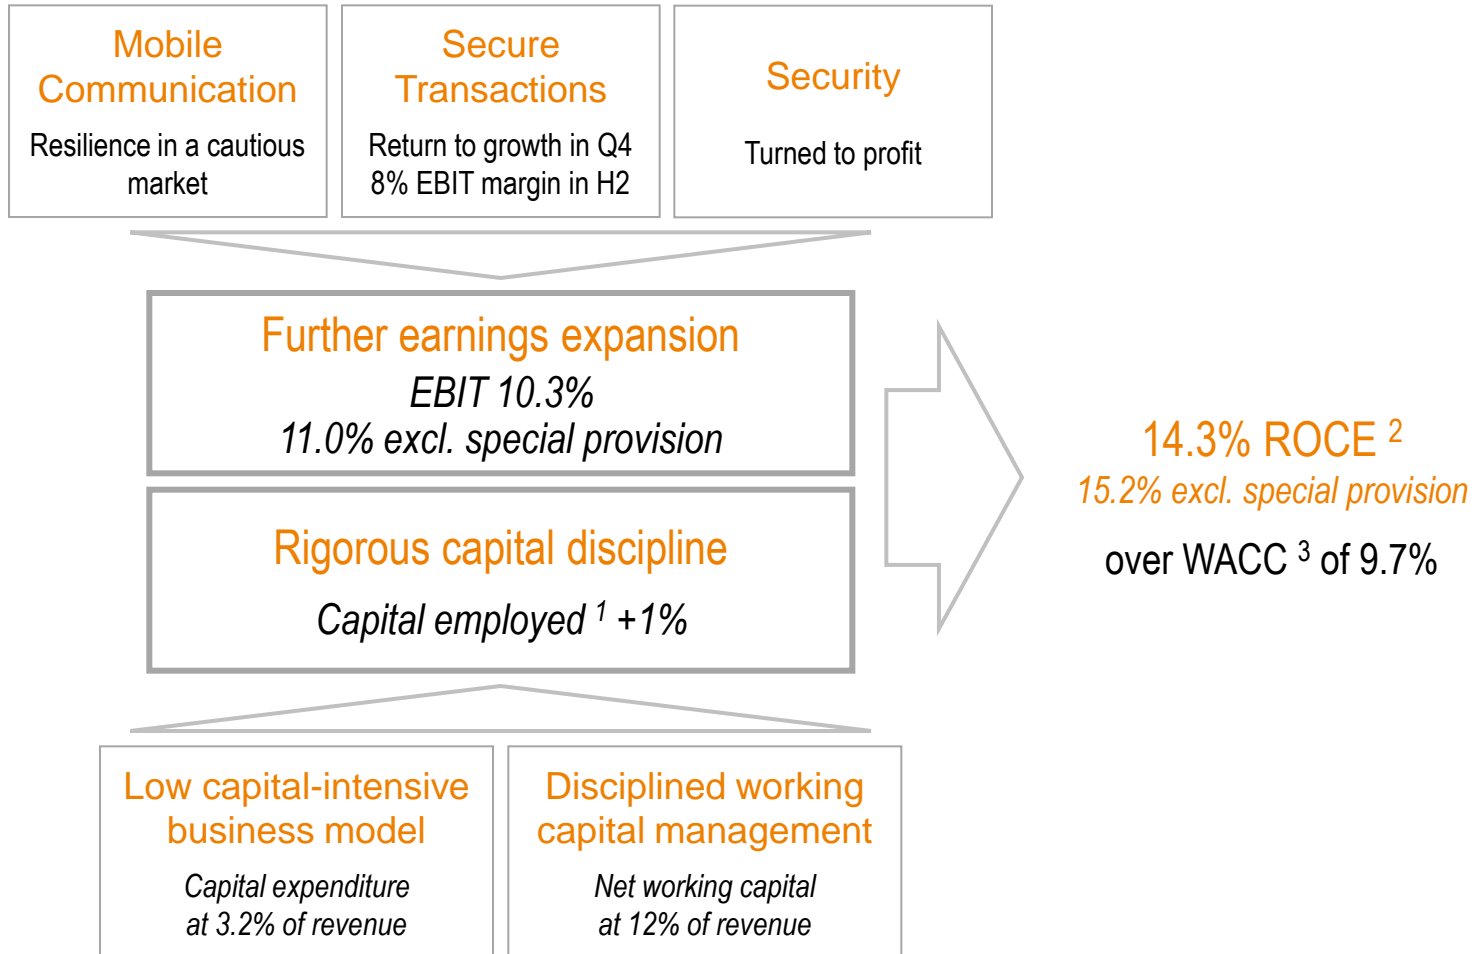 Mobile
Communication
Resilience in a cautious
market
Secure
Transactions
Return to growth in Q4
8% EBIT margin in H2
Security
Turned to profit
Further earnings expansion
EBIT 10.3%
11.0% excl. special provision
Rigorous capital discipline
Capital employed 1 +1%
14.3% ROCE 2
15.2% excl. special provision
over WACC 3 of 9.7%
Low capital-intensive
business model
Capital expenditure
at 3.2% of revenue
Disciplined working
capital management
Net working capital
at 12% of revenue